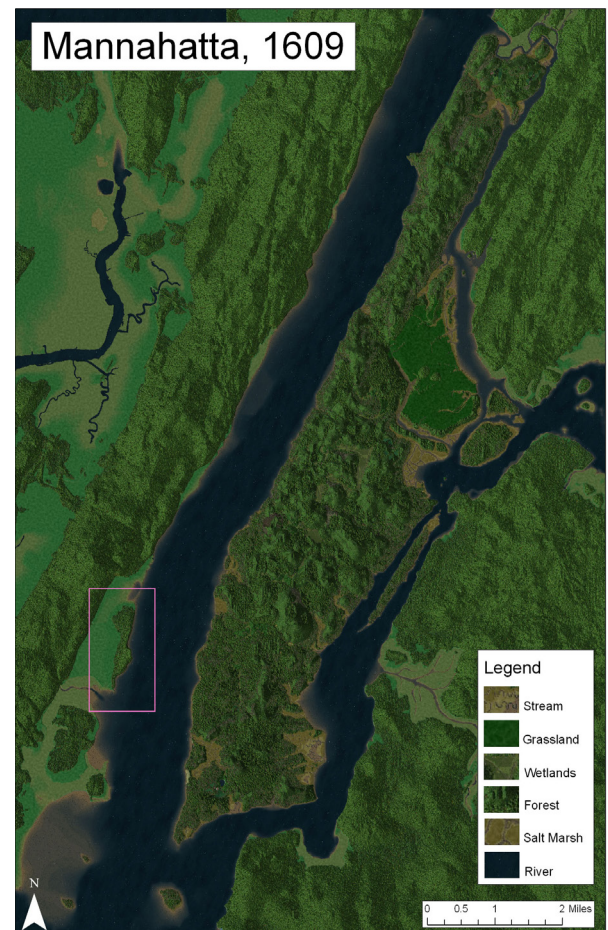 Mannahatta, 1609
Legend
Stream
Grassland
Wetlands
Forest
Salt Marsh
River
N
0 0.5 1 2 Miles